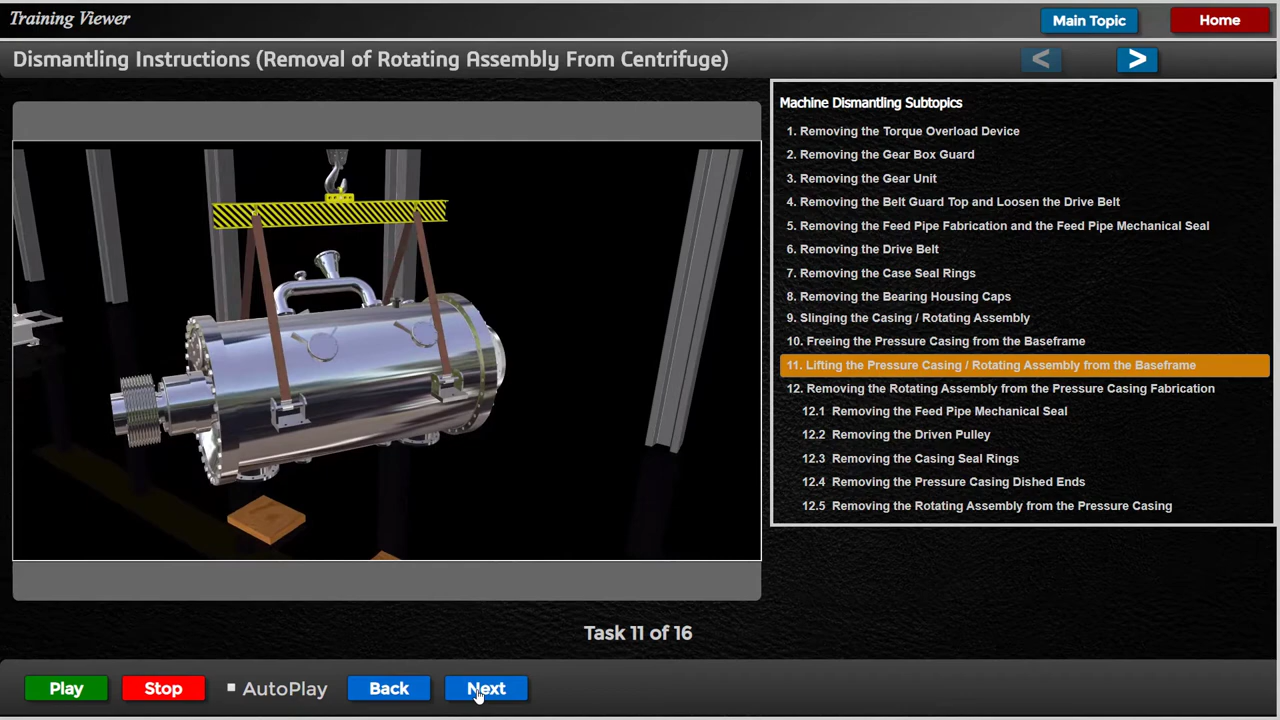 Training Viewer
Main Topic
Home
Dismantling Instructions (Removal of Rotating Assembly From Centrifuge)
<
>
Machine Dismantling Subtopics
1. Removing the Torque Overload Device
2. Removing the Gear Box Guard
3. Removing the Gear Unit
4. Removing the Belt Guard Top and Loosen the Drive Belt
5. Removing the Feed Pipe Fabrication and the Feed Pipe Mechanical Seal
6. Removing the Drive Belt
7. Removing the Case Seal Rings
8. Removing the Bearing Housing Caps
9. Slinging the Casing / Rotating Assembly
10. Freeing the Pressure Casing from the Baseframe
11. Lifting the Pressure Casing / Rotating Assembly from the Baseframe
12. Removing the Rotating Assembly from the Pressure Casing Fabrication
12.1 Removing the Feed Pipe Mechanical Seal
12.2 Removing the Driven Pulley
12.3 Removing the Casing Seal Rings
12.4 Removing the Pressure Casing Dished Ends
12.5 Removing the Rotating Assembly from the Pressure Casing
Task 11 of 16
Play
Stop
AutoPlay
Back
Next